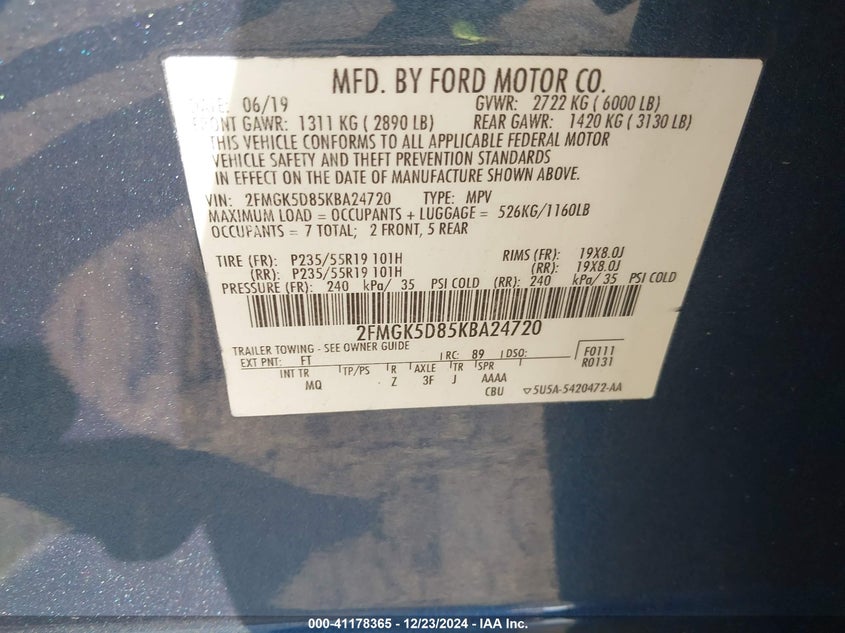 MFD. BY FORD MOTOR CO.
DATE: 06/19 GVWR: 2722 KG ( 6000 LB)
FRONT GAWR: 1311 KG ( 2890 LB) REAR GAWR: 1420 KG ( 3130 LB)
THIS VEHICLE CONFORMS TO ALL APPLICABLE FEDERAL MOTOR
VEHICLE SAFETY AND THEFT PREVENTION STANDARDS
IN EFFECT ON THE DATE OF MANUFACTURE SHOWN ABOVE.
VIN: 2FMGK5D85KBA24720 TYPE: MPV
MAXIMUM LOAD = OCCUPANTS + LUGGAGE = 526KG/1160LB
OCCUPANTS = 7 TOTAL; 2 FRONT, 5 REAR
TIRE (FR): P235/55R19 101H RIMS (FR): 19X8.0J
(RR): P235/55R19 101H (RR): 19X8.0J
PRESSURE (FR): 240 kPa/ 35 PSI COLD (RR): 240 kPa/ 35 PSI COLD
2FMGK5D85KBA24720
TRAILER TOWING - SEE OWNER GUIDE
EXT PNT: FT RC: 89 DSO: F0111
R0131
INT TR TP/PS R AXLE TR SPR
MQ Z 3F J AAAA
CBU 5U5A-5420472-AA
000-41178365 - 12/23/2024 - IAA Inc.